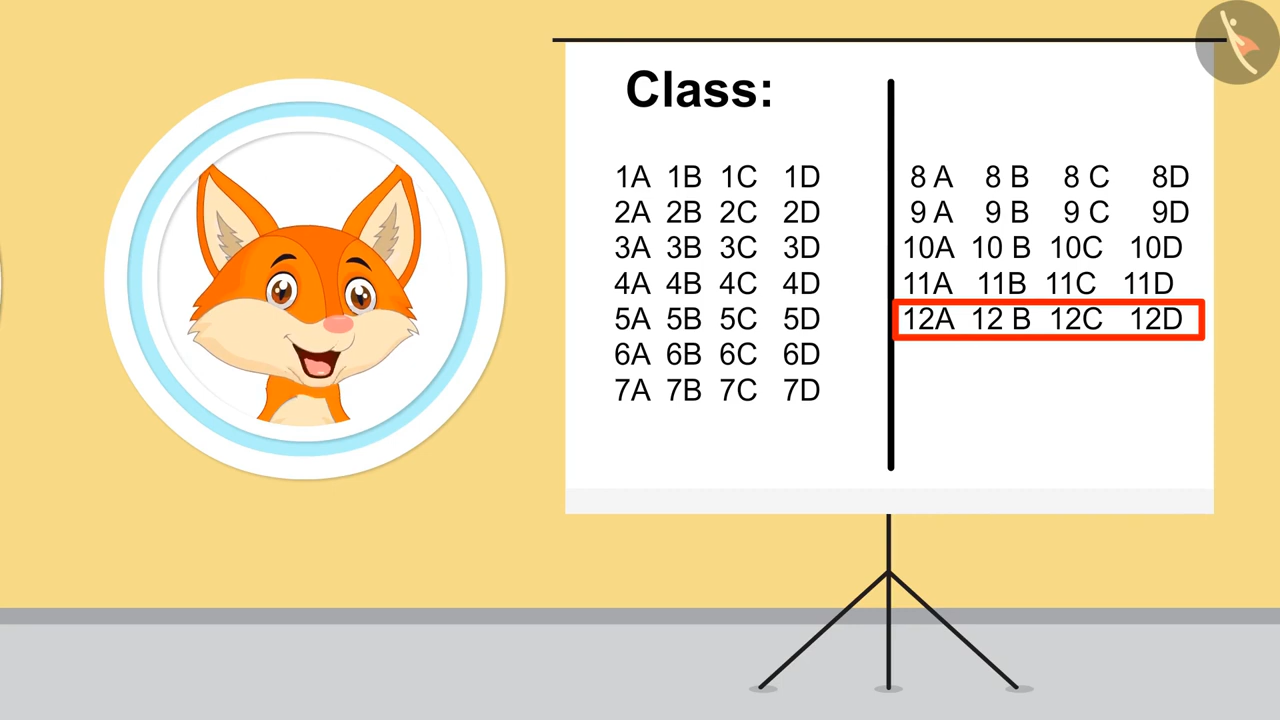 Class:
1A 1B 1C 1D
2A 2B 2C 2D
3A 3B 3C 3D
4A 4B 4C 4D
5A 5B 5C 5D
6A 6B 6C 6D
7A 7B 7C 7D
8 A 8 B 8 C 8D
9 A 9 B 9 C 9D
10A 10 B 10C 10D
11A 11B 11C 11D
12A 12 B 12C 12D